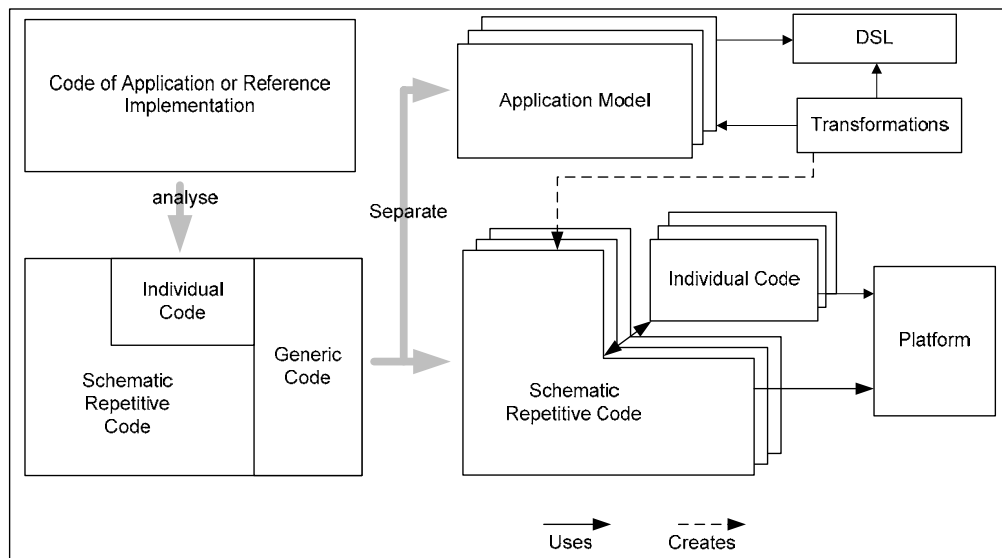 Code of Application or Reference
Implementation
analyse
Individual
Code
Generic
Code
Schematic
Repetitive
Code
Separate
Application Model
DSL
Transformations
Individual Code
Schematic
Repetitive Code
Platform
Uses
Creates